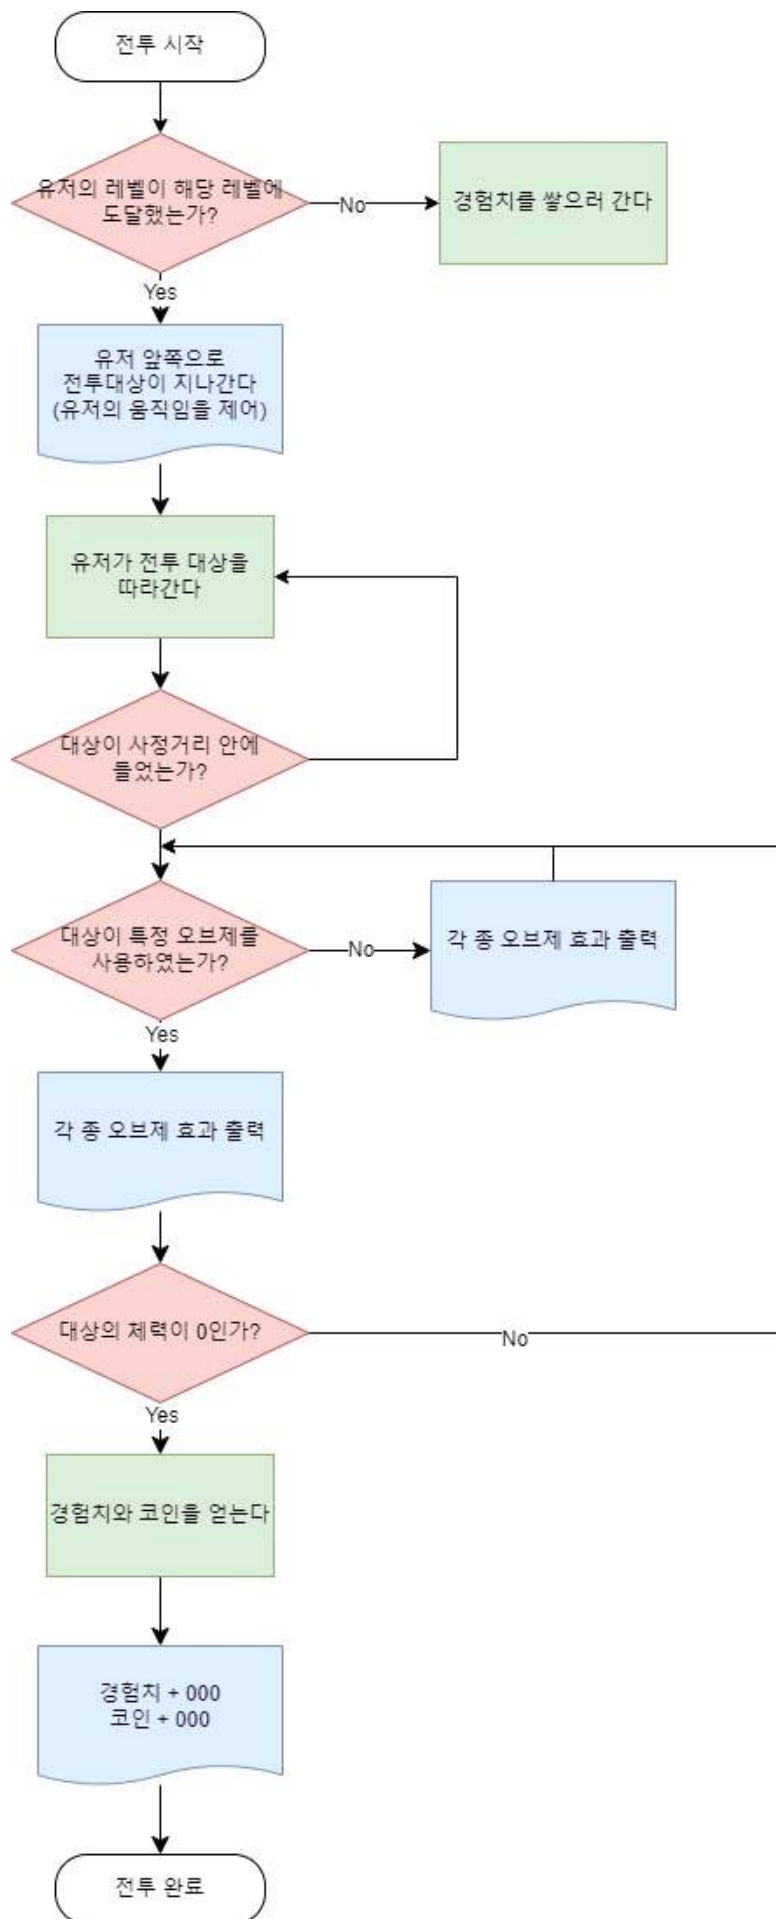 전투 시작
유저의 레벨이 해당 레벨에
도달했는가?
No
경험치를 쌓으러 간다
Yes
유저 앞쪽으로
전투대상이 지나간다
(유저의 움직임을 제어)
유저가 전투 대상을
따라간다
대상이 사정거리 안에
들었는가?
대상이 특정 오브제를
사용하였는가?
No
각 종 오브제 효과 출력
Yes
각 종 오브제 효과 출력
대상의 체력이 0인가?
No
Yes
경험치와 코인을 얻는다
경험치 + 000
코인 + 000
전투 완료